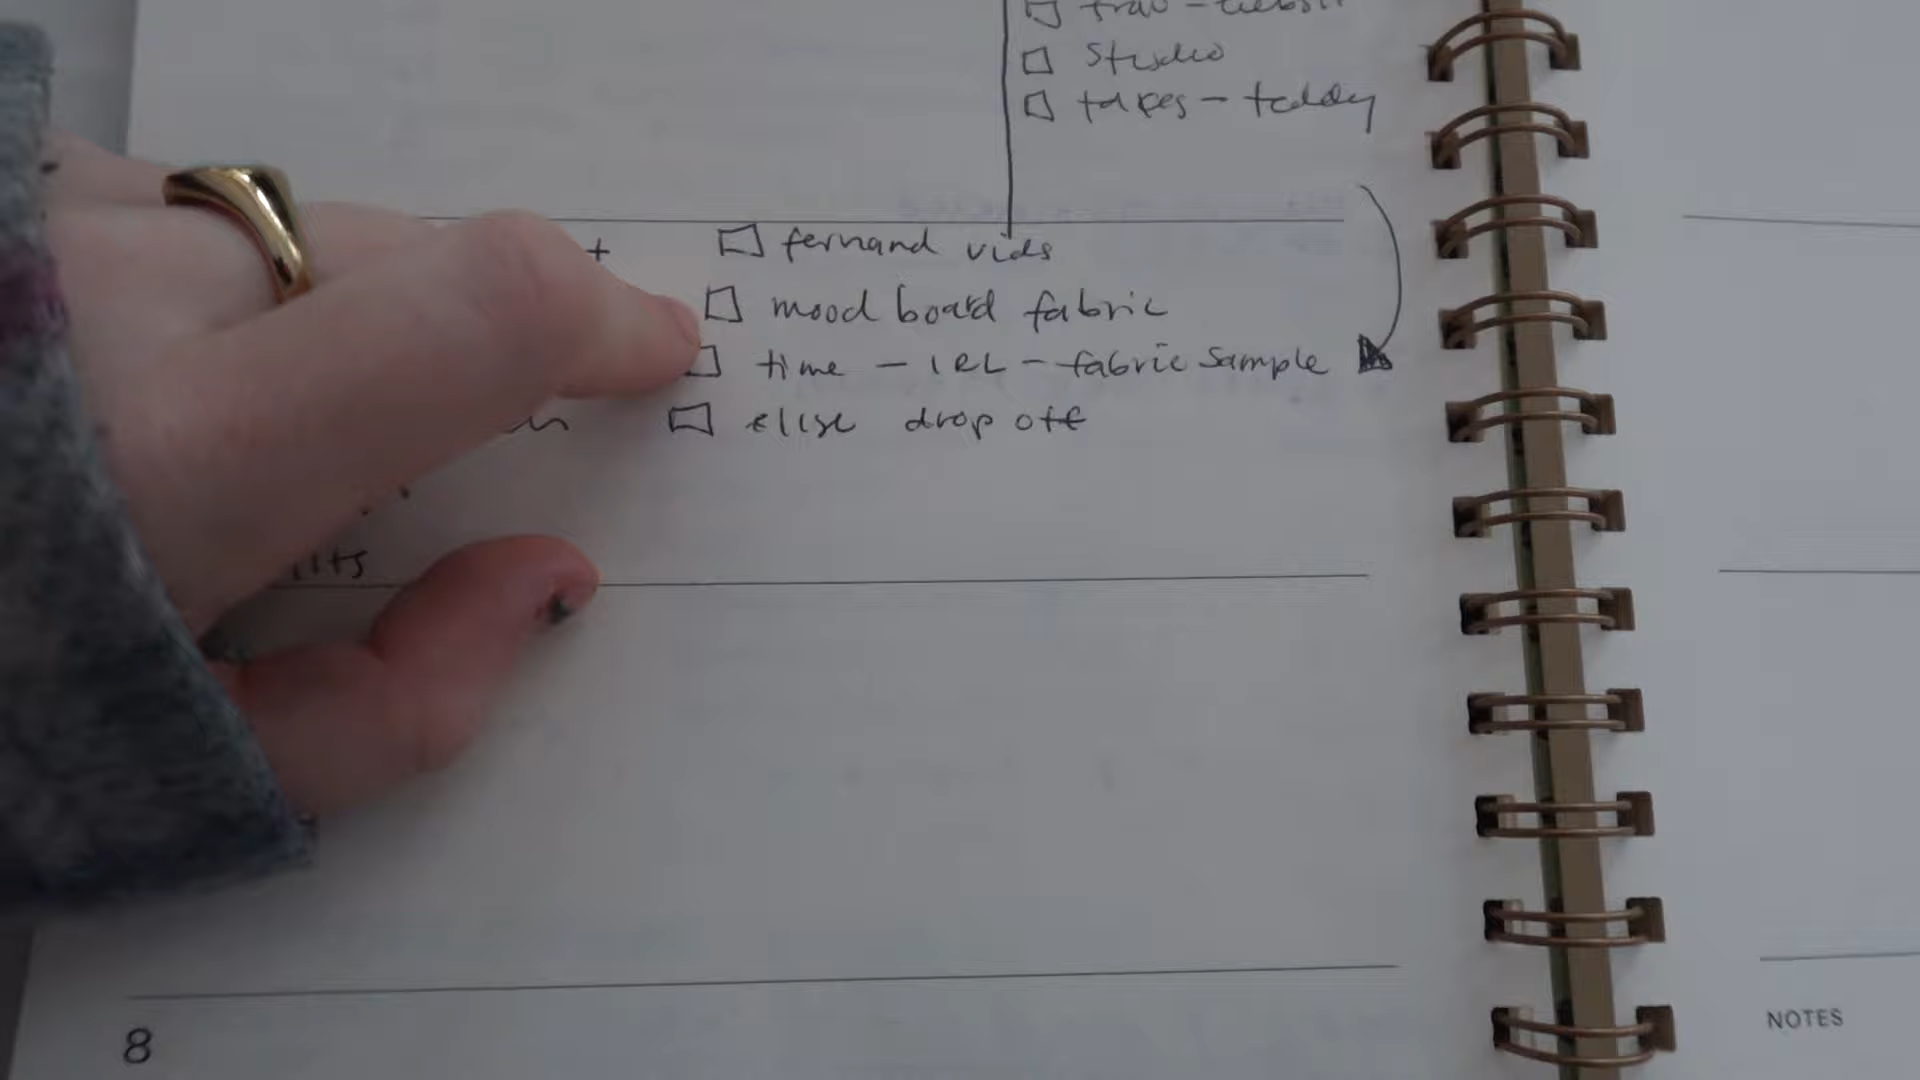 studio
taxes - teddy
+
fernand vids
mood board fabric
time - IRL - fabric sample
elise drop off
8
NOTES